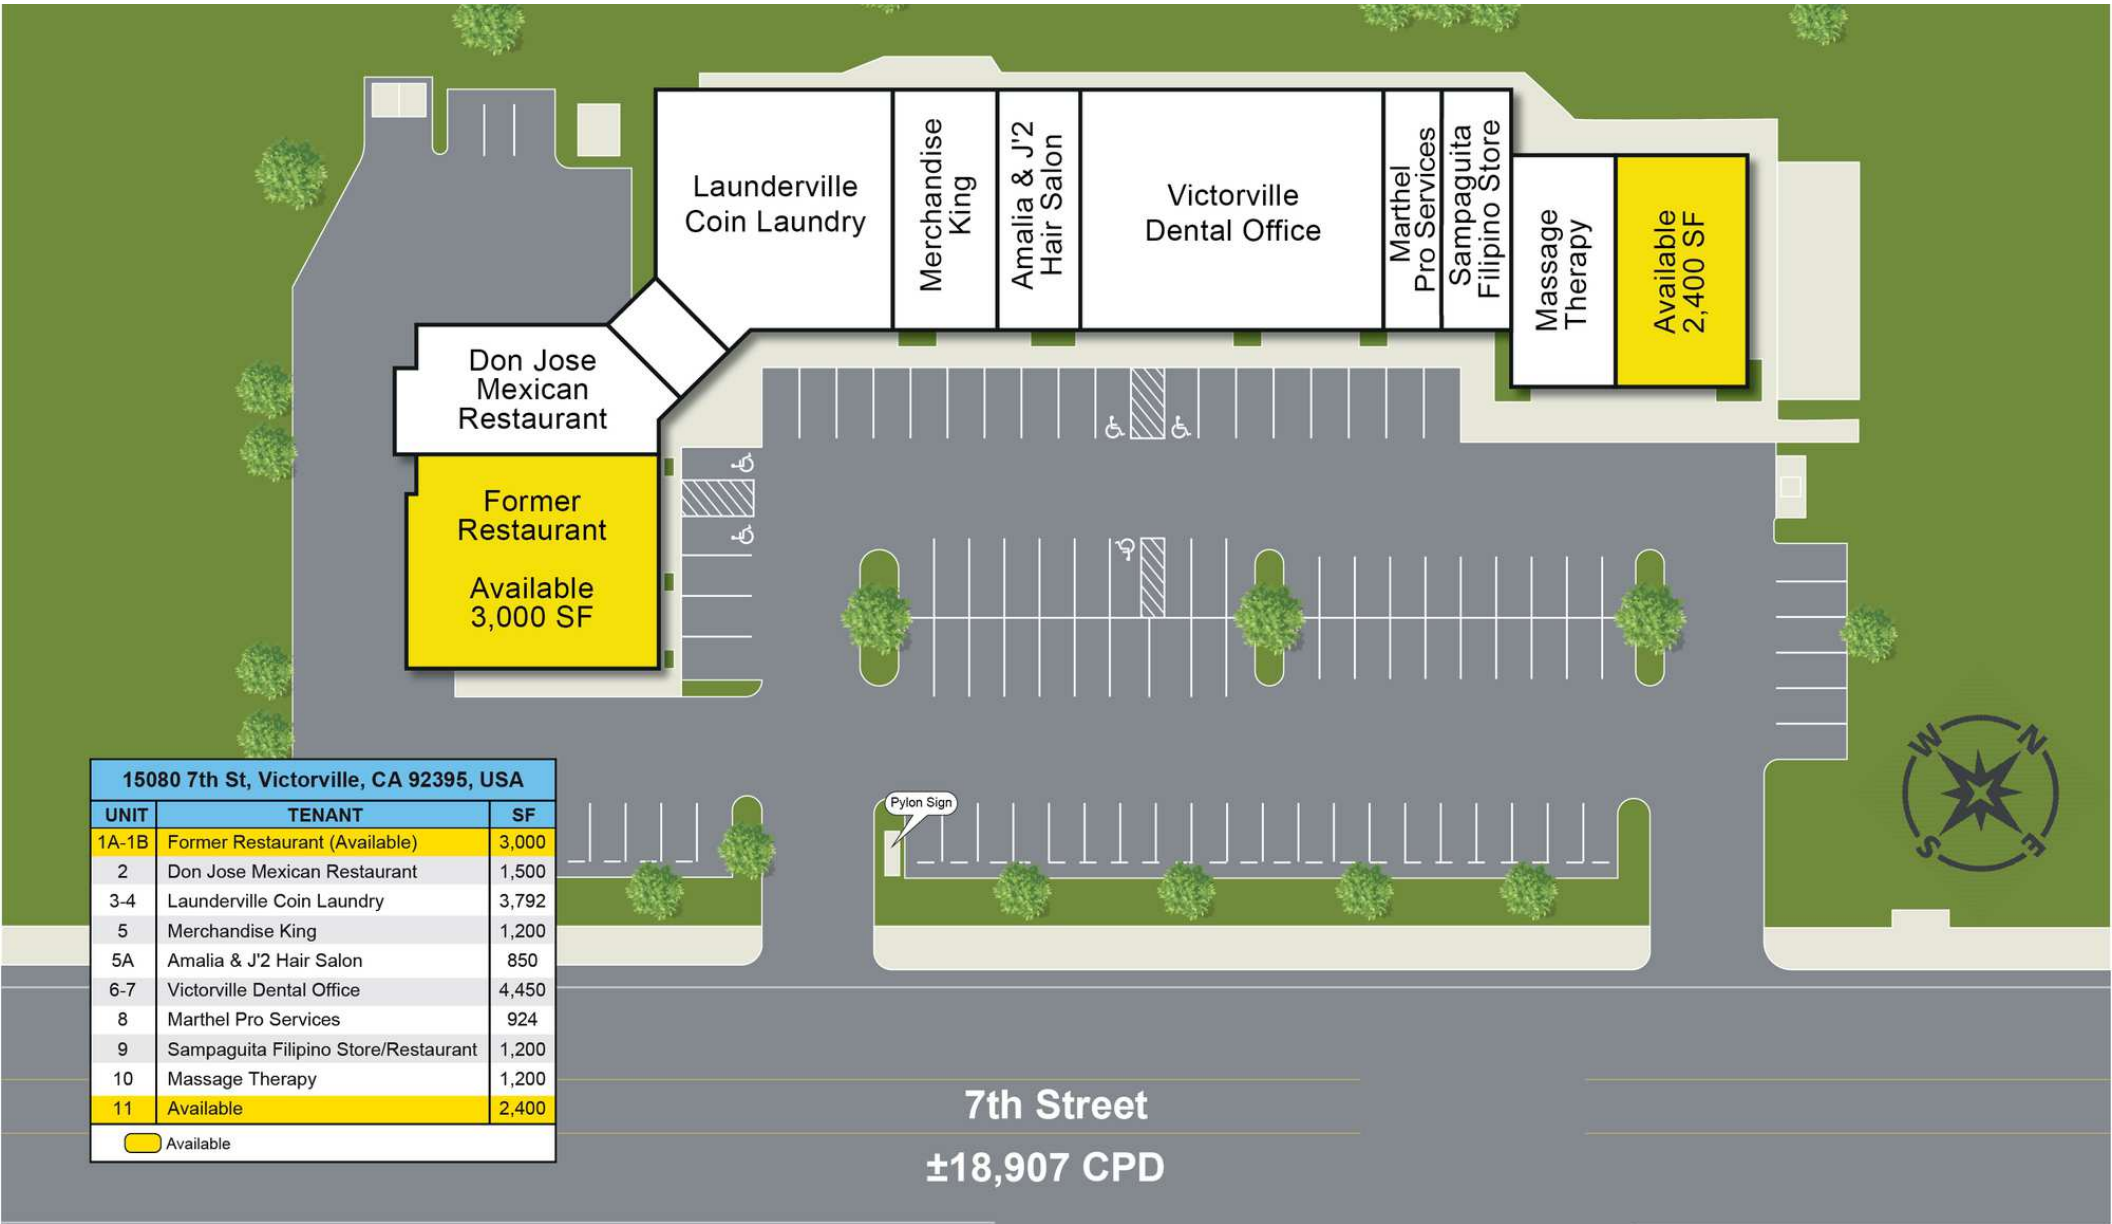 Launderville
Coin Laundry
Merchandise
King
Amalia & J'2
Hair Salon
Victorville
Dental Office
Marthel
Pro Services
Sampaguita
Filipino Store
Massage
Therapy
Available
2,400 SF
Don Jose
Mexican
Restaurant
Former
Restaurant
Available
3,000 SF
Pylon Sign
W
N
S
E
15080 7th St, Victorville, CA 92395, USA
UNIT TENANT SF
1A-1B Former Restaurant (Available) 3,000
2 Don Jose Mexican Restaurant 1,500
3-4 Launderville Coin Laundry 3,792
5 Merchandise King 1,200
5A Amalia & J'2 Hair Salon 850
6-7 Victorville Dental Office 4,450
8 Marthel Pro Services 924
9 Sampaguita Filipino Store/Restaurant 1,200
10 Massage Therapy 1,200
11 Available 2,400
Available
7th Street
±18,907 CPD